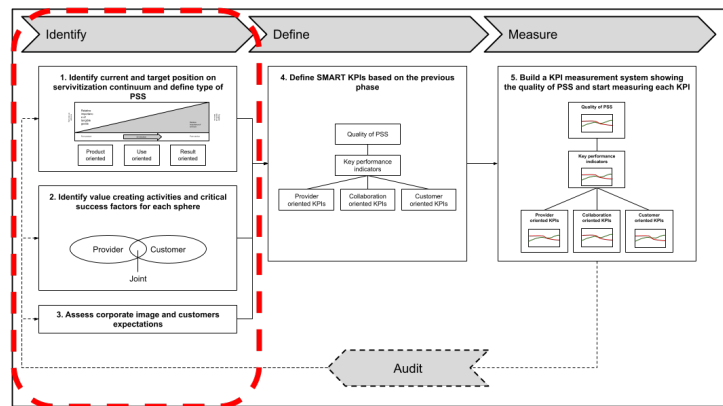 Identify
Define
Measure
1. Identify current and target position on
servivitization continuum and define type of
PSS
Product
oriented
Use
oriented
Result
oriented
2. Identify value creating activities and critical
success factors for each sphere
Provider
Customer
Joint
3. Assess corporate image and customers
expectations
4. Define SMART KPIs based on the previous
phase
Quality of PSS
Key performance
indicators
Provider
oriented KPIs
Collaboration
oriented KPIs
Customer
oriented KPIs
5. Build a KPI measurement system showing
the quality of PSS and start measuring each KPI
Quality of PSS
Key performance
indicators
Provider
oriented KPIs
Collaboration
oriented KPIs
Customer
oriented KPIs
Audit